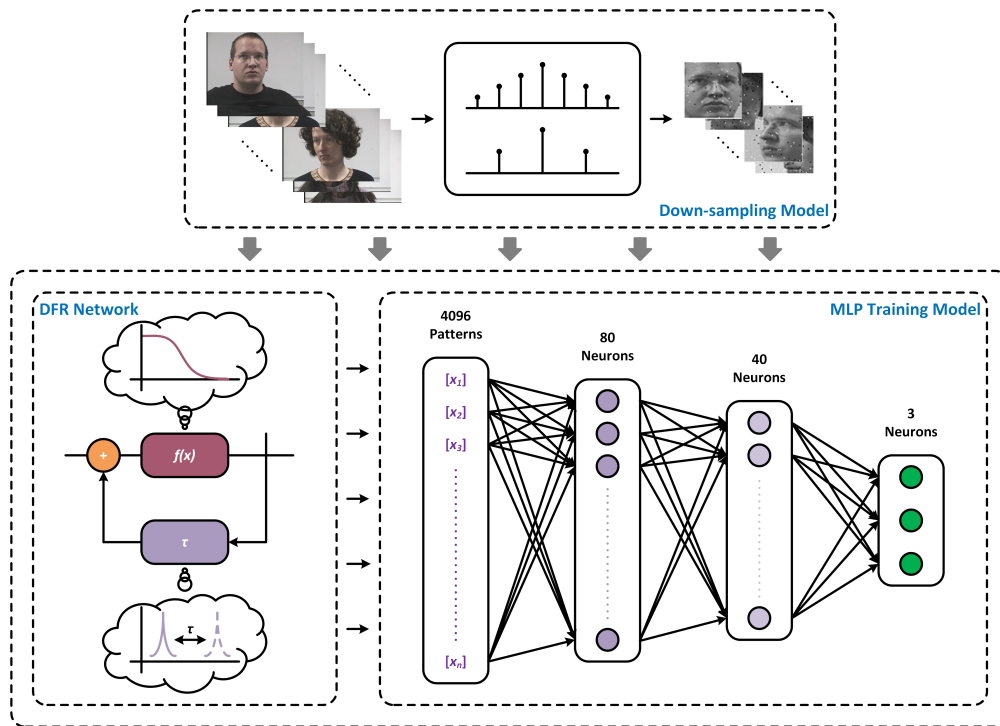 Down-sampling Model
DFR Network
MLP Training Model
4096
Patterns
80
Neurons
40
Neurons
3
Neurons
[x₁]
[x₂]
[x₃]
[xₙ]
+
f(x)
τ
τ